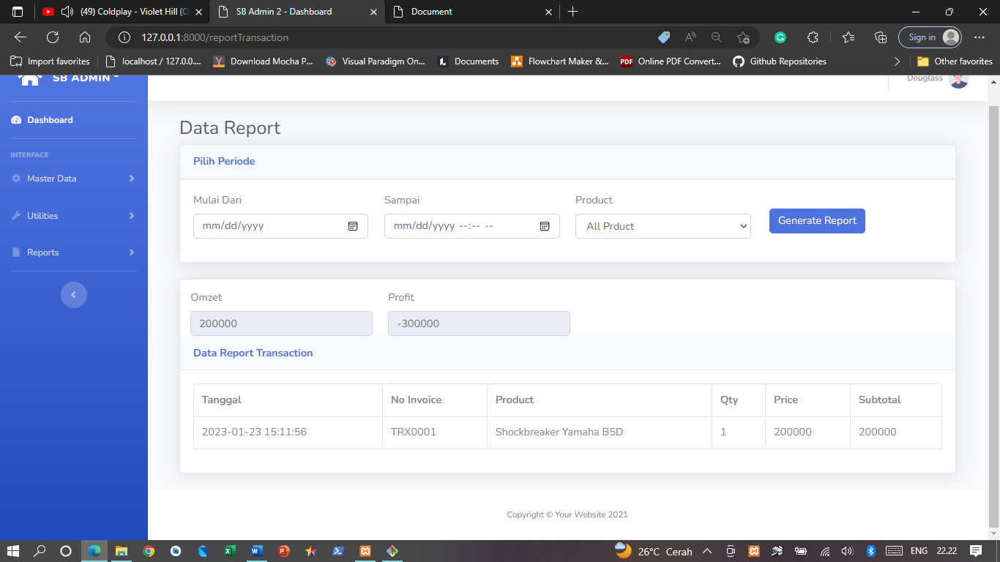 (49) Coldplay - Violet Hill (O
SB Admin 2 - Dashboard
Document
127.0.0.1:8000/reportTransaction
Sign in
Import favorites
localhost / 127.0.0....
Download Mocha P...
Visual Paradigm On...
Documents
Flowchart Maker &...
PDF
Online PDF Convert...
Github Repositories
Other favorites
SB ADMIN 2
Douglass
Dashboard
INTERFACE
Master Data
Utilities
Reports
Data Report
Pilih Periode
Mulai Dari
Sampai
Product
mm/dd/yyyy
mm/dd/yyyy --:-- --
All Prduct
Generate Report
Omzet
Profit
200000
-300000
Data Report Transaction
Tanggal No Invoice Product Qty Price Subtotal
2023-01-23 15:11:56 TRX0001 Shockbreaker Yamaha B5D 1 200000 200000
Copyright © Your Website 2021
26°C Cerah
ENG
22.22